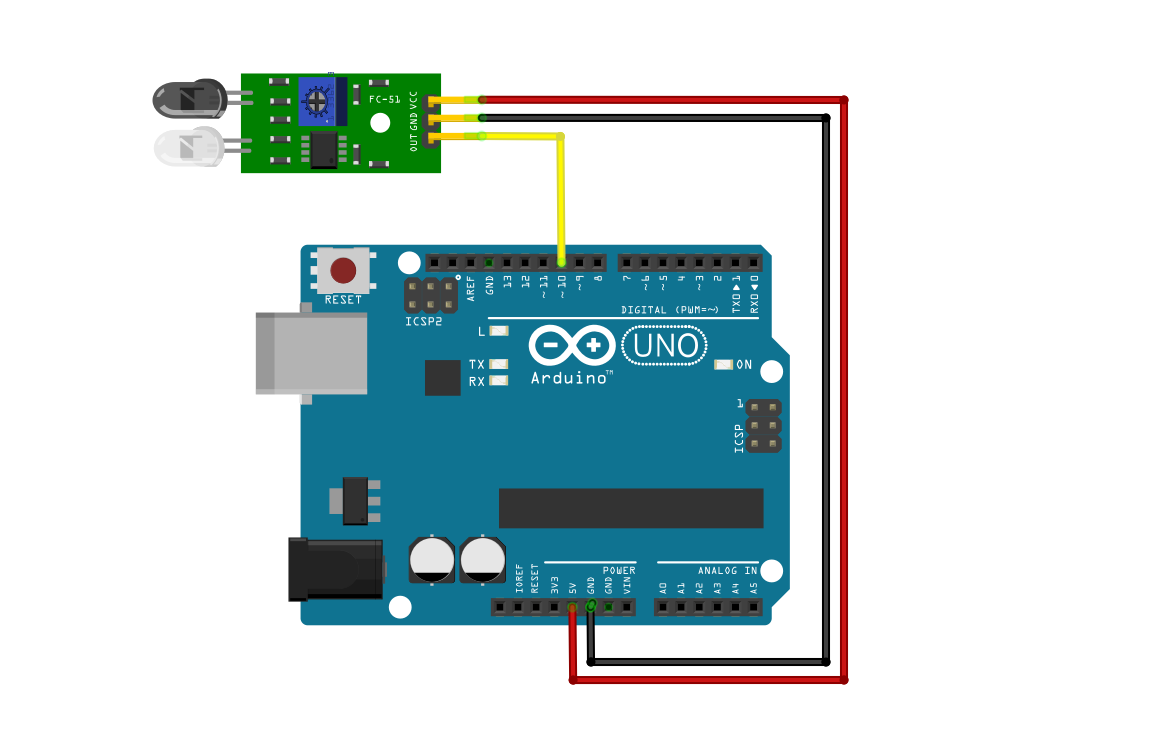 FC-51
VCC
GND
OUT
RESET
ICSP2
AREF
GND
13
12
~11
~10
~9
8
7
~6
~5
4
~3
2
TX0▶1
RX0◀0
DIGITAL (PWM=~)
L
TX
RX
UNO
Arduino™
ON
1
ICSP
POWER
ANALOG IN
IOREF
RESET
3V3
5V
GND
GND
VIN
A0
A1
A2
A3
A4
A5